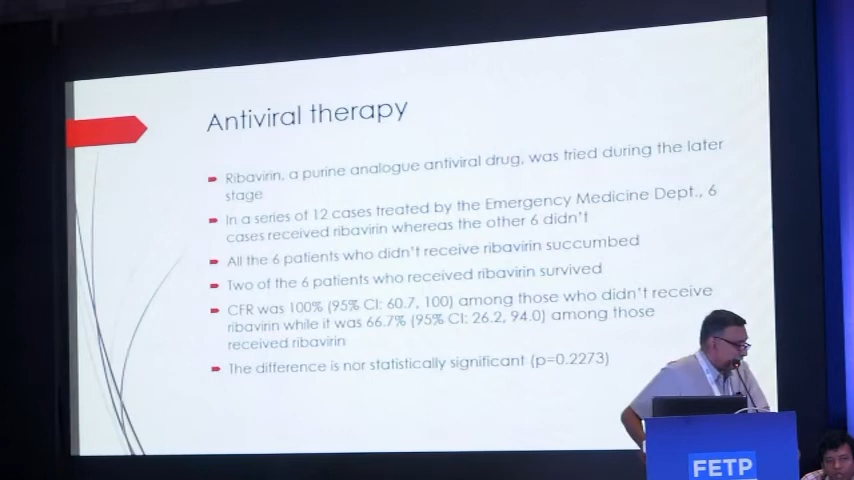 Antiviral therapy
Ribavirin, a purine analogue antiviral drug, was tried during the later
stage
In a series of 12 cases treated by the Emergency Medicine Dept., 6
cases received ribavirin whereas the other 6 didn't
All the 6 patients who didn't receive ribavirin succumbed
Two of the 6 patients who received ribavirin survived
CFR was 100% (95% CI: 60.7, 100) among those who didn't receive
ribavirin while it was 66.7% (95% CI: 26.2, 94.0) among those
received ribavirin
The difference is nor statistically significant (p=0.2273)
FETP